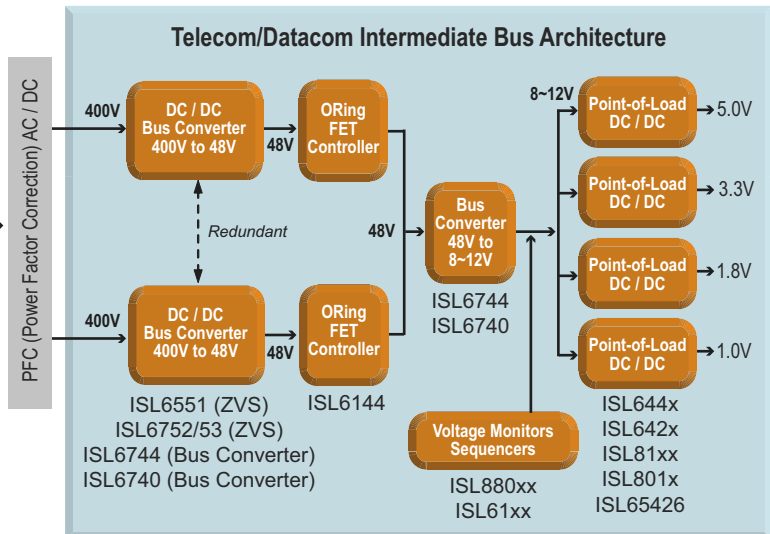 Telecom/Datacom Intermediate Bus Architecture
PFC (Power Factor Correction) AC / DC
400V
DC / DC
Bus Converter
400V to 48V
48V
ORing
FET
Controller
Redundant
400V
DC / DC
Bus Converter
400V to 48V
48V
ORing
FET
Controller
ISL6551 (ZVS)
ISL6752/53 (ZVS)
ISL6744 (Bus Converter)
ISL6740 (Bus Converter)
ISL6144
48V
Bus
Converter
48V to
8~12V
ISL6744
ISL6740
Voltage Monitors
Sequencers
ISL880xx
ISL61xx
8~12V
Point-of-Load
DC / DC
5.0V
Point-of-Load
DC / DC
3.3V
Point-of-Load
DC / DC
1.8V
Point-of-Load
DC / DC
1.0V
ISL644x
ISL642x
ISL81xx
ISL801x
ISL65426